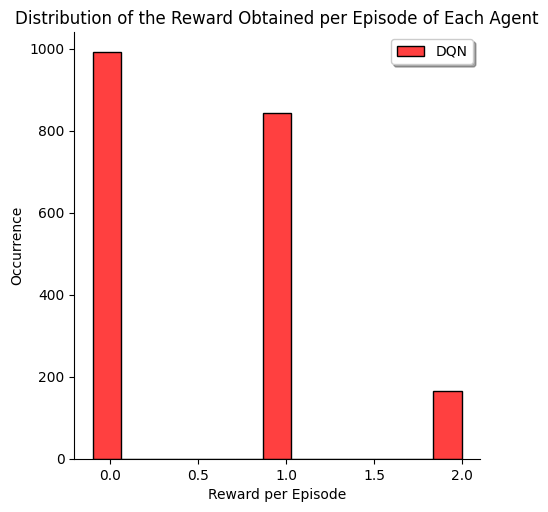 Distribution of the Reward Obtained per Episode of Each Agent
DQN
1000
800
600
400
200
0
Occurrence
0.0 0.5 1.0 1.5 2.0
Reward per Episode